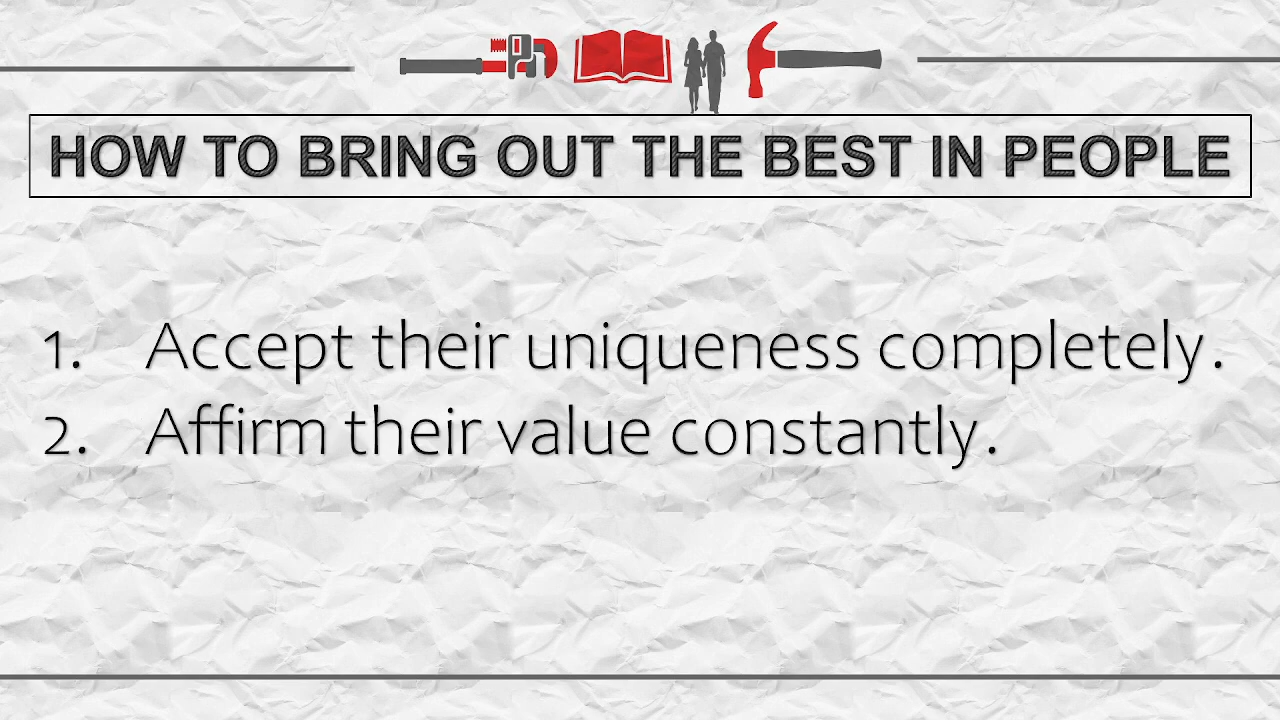 HOW TO BRING OUT THE BEST IN PEOPLE
1. Accept their uniqueness completely.
2. Affirm their value constantly.